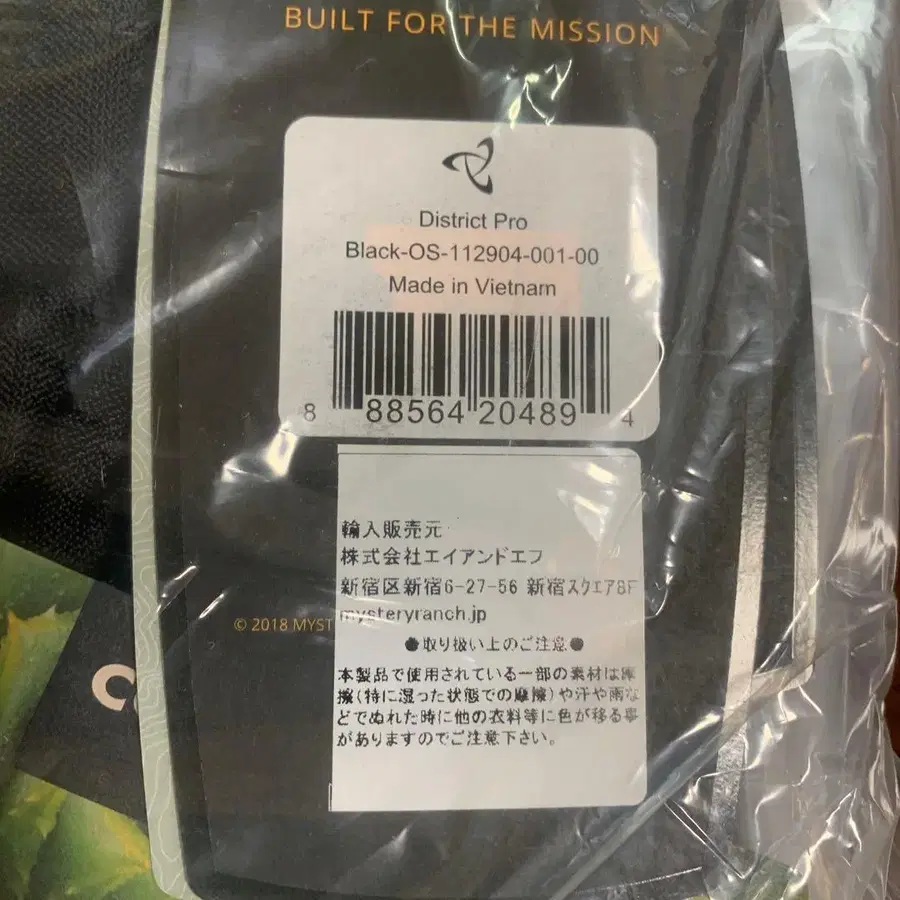 BUILT FOR THE MISSION
District Pro
Black-OS-112904-001-00
Made in Vietnam
8 88564 20489 4
輸入販売元
株式会社エイアンドエフ
新宿区新宿6-27-56 新宿スクエア8F
mysteryranch.jp
© 2018 MYST
●取り扱い上のご注意●
本製品で使用されている一部の素材は摩
擦(特に湿った状態での摩擦)や汗や雨な
どでぬれた時に他の衣料等に色が移る事
がありますのでご注意下さい。
C